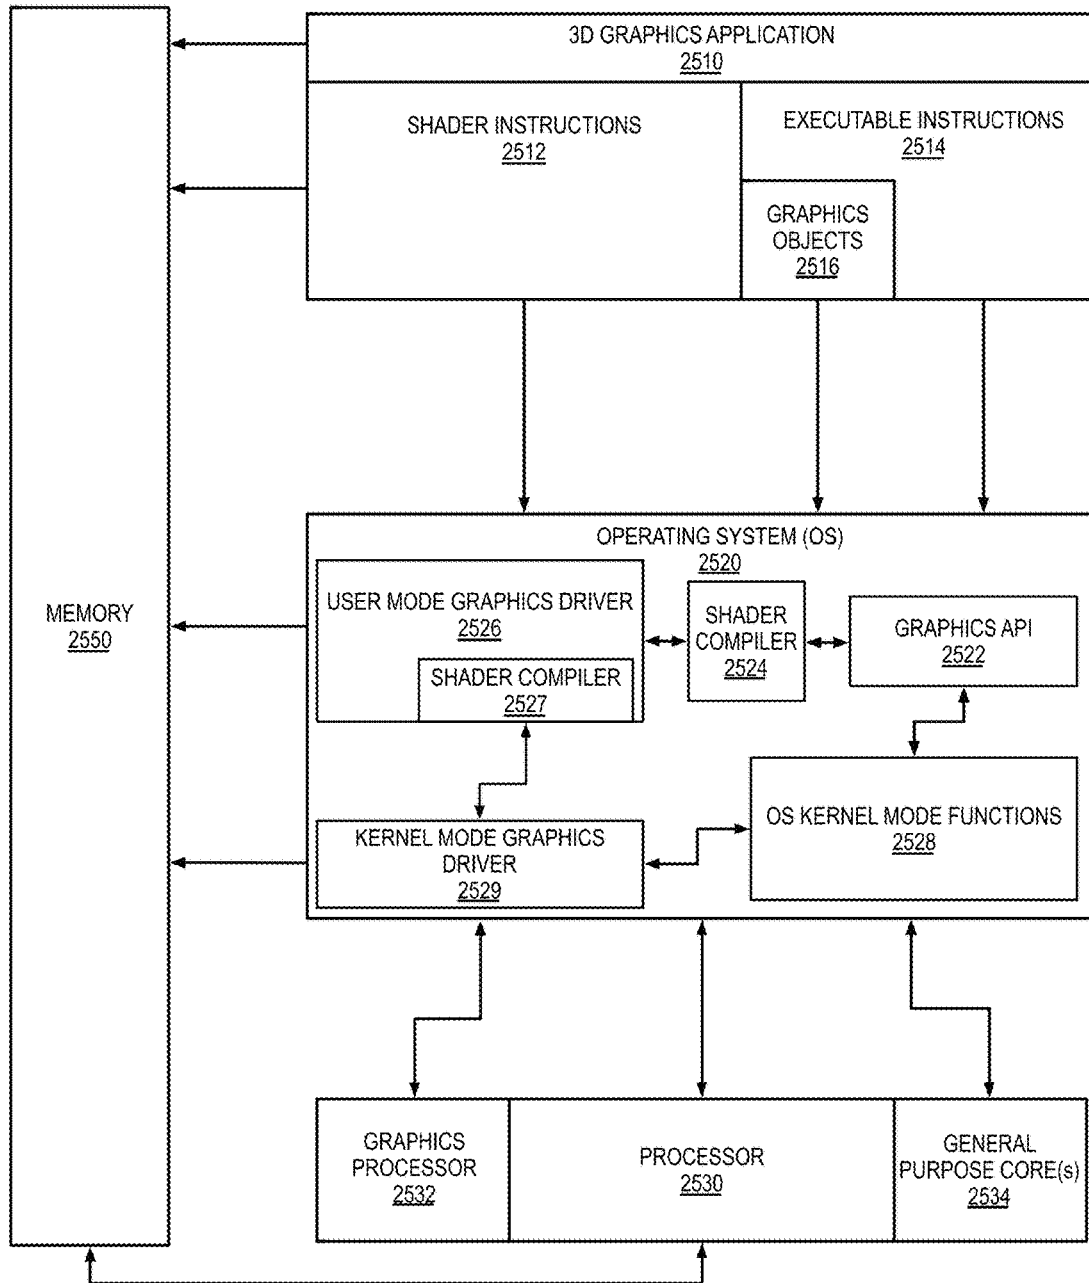 3D GRAPHICS APPLICATION
2510
SHADER INSTRUCTIONS
2512
EXECUTABLE INSTRUCTIONS
2514
GRAPHICS
OBJECTS
2516
OPERATING SYSTEM (OS)
2520
USER MODE GRAPHICS DRIVER
2526
SHADER COMPILER
2527
SHADER
COMPILER
2524
GRAPHICS API
2522
MEMORY
2550
KERNEL MODE GRAPHICS
DRIVER
2529
OS KERNEL MODE FUNCTIONS
2528
GRAPHICS
PROCESSOR
2532
PROCESSOR
2530
GENERAL
PURPOSE CORE(s)
2534